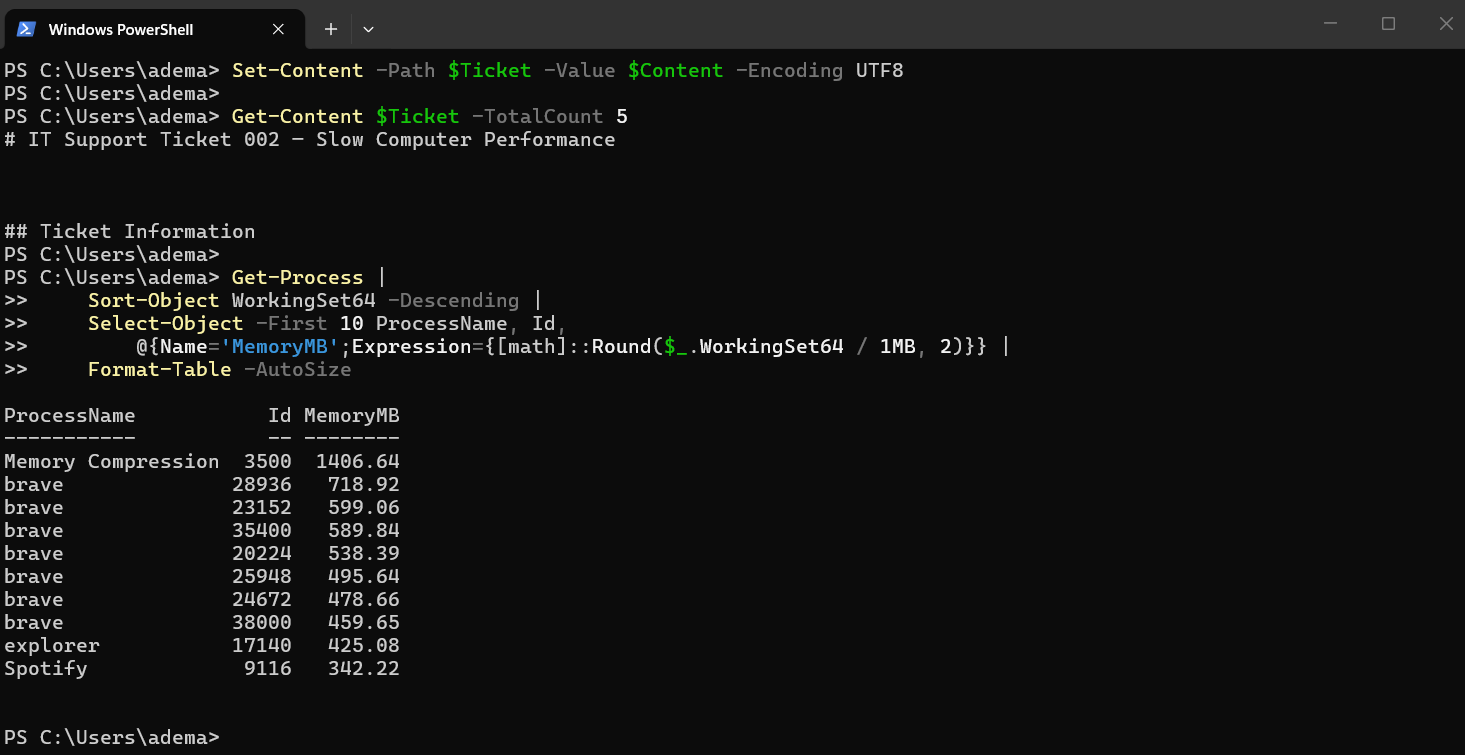 Windows PowerShell
PS C:\Users\adema> Set-Content -Path $Ticket -Value $Content -Encoding UTF8
PS C:\Users\adema>
PS C:\Users\adema> Get-Content $Ticket -TotalCount 5
# IT Support Ticket 002 – Slow Computer Performance
## Ticket Information
PS C:\Users\adema>
PS C:\Users\adema> Get-Process |
>>     Sort-Object WorkingSet64 -Descending |
>>     Select-Object -First 10 ProcessName, Id,
>>         @{Name='MemoryMB';Expression={[math]::Round($_.WorkingSet64 / 1MB, 2)}} |
>>     Format-Table -AutoSize
ProcessName           Id MemoryMB
-----------           -- --------
Memory Compression  3500  1406.64
brave              28936   718.92
brave              23152   599.06
brave              35400   589.84
brave              20224   538.39
brave              25948   495.64
brave              24672   478.66
brave              38000   459.65
explorer           17140   425.08
Spotify             9116   342.22
PS C:\Users\adema>